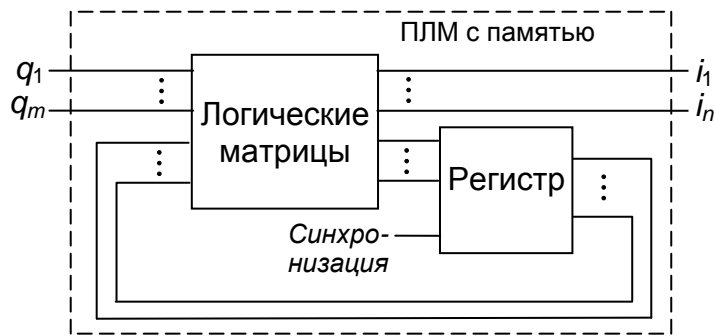 ПЛМ с памятью
q1
qm
i1
in
Логические
матрицы
Регистр
Синхро-
низация